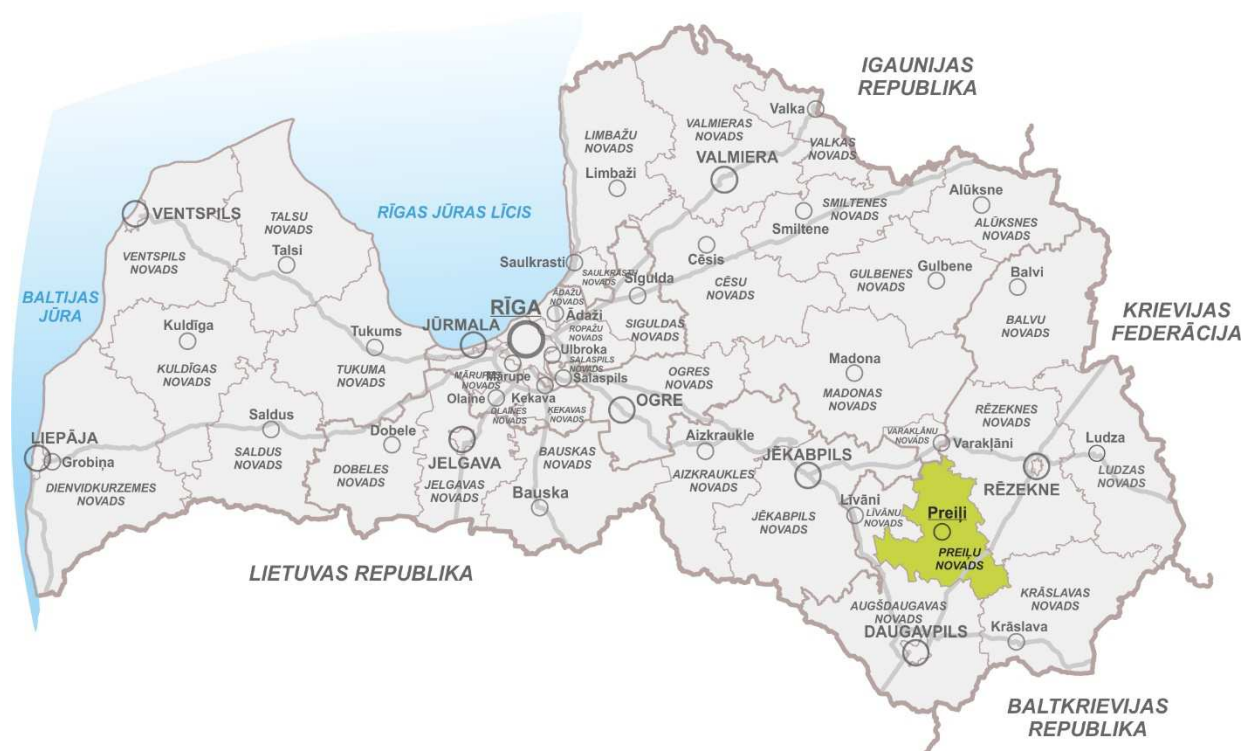 IGAUNIJAS
REPUBLIKA
Valka
LIMBAŽU
NOVADS
VALMIERAS
NOVADS
VALKAS
NOVADS
VALMIERA
Limbaži
Alūksne
SMILTENES
NOVADS
ALŪKSNES
NOVADS
Smiltene
VENTSPILS
TALSU
NOVADS
RĪGAS JŪRAS LĪCIS
Talsi
VENTSPILS
NOVADS
Saulkrasti
SAULKRASTU
NOVADS
Cēsis
Sigulda
CĒSU
NOVADS
GULBENES
NOVADS
Gulbene
Balvi
BALTIJAS
JŪRA
ĀDAŽU
NOVADS
Ādaži
RĪGA
JŪRMALA
ROPAŽU
NOVADS
SIGULDAS
NOVADS
BALVU
NOVADS
KRIEVIJAS
FEDERĀCIJA
Kuldīga
Tukums
KULDĪGAS
NOVADS
TUKUMA
NOVADS
Ulbroka
SALASPILS
NOVADS
MĀRUPES
NOVADS
Mārupe
Salaspils
OGRES
NOVADS
Madona
MADONAS
NOVADS
Olaine
OLAINES
NOVADS
Ķekava
ĶEKAVAS
NOVADS
OGRE
Saldus
LIEPĀJA
Grobiņa
SALDUS
NOVADS
DIENVIDKURZEMES
NOVADS
Dobele
DOBELES
NOVADS
JELGAVA
JELGAVAS
NOVADS
BAUSKAS
NOVADS
Bauska
Aizkraukle
AIZKRAUKLES
NOVADS
JĒKABPILS
JĒKABPILS
NOVADS
VARAKĻĀNU
NOVADS
Varakļāni
RĒZEKNES
NOVADS
Ludza
LUDZAS
NOVADS
RĒZEKNE
Līvāni
LĪVĀNU
NOVADS
Preiļi
PREIĻU
NOVADS
LIETUVAS REPUBLIKA
KRĀSLAVAS
NOVADS
AUGŠDAUGAVAS
NOVADS
DAUGAVPILS
Krāslava
BALTKRIEVIJAS
REPUBLIKA